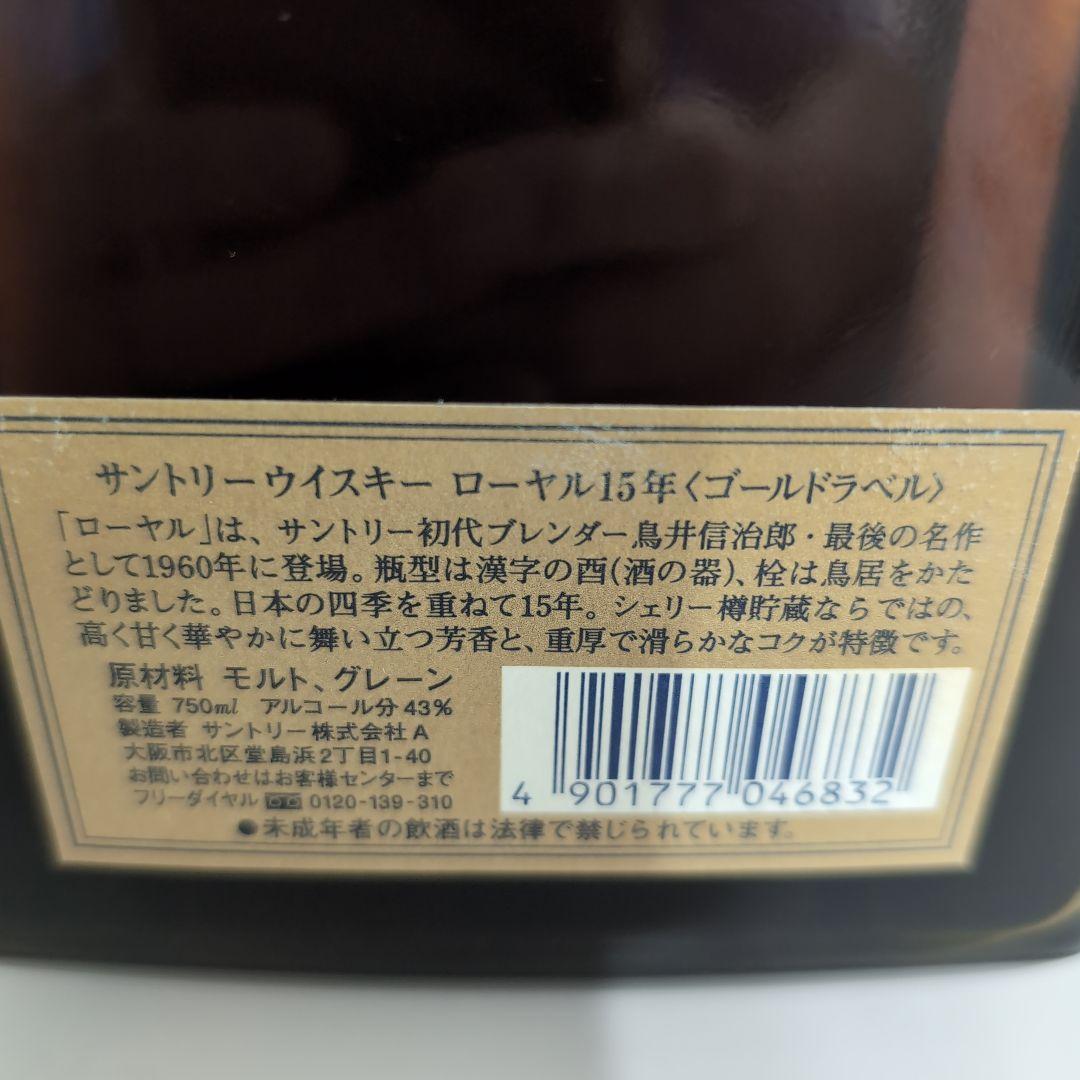 サントリーウイスキー ローヤル15年〈ゴールドラベル〉
「ローヤル」は、サントリー初代ブレンダー鳥井信治郎・最後の名作
として1960年に登場。瓶型は漢字の酉(酒の器)、栓は鳥居をかた
どりました。日本の四季を重ねて15年。シェリー樽貯蔵ならではの、
高く甘く華やかに舞い立つ芳香と、重厚で滑らかなコクが特徴です。
原材料 モルト、グレーン
容量 750ml アルコール分43%
製造者 サントリー株式会社A
大阪市北区堂島浜2丁目1-40
お問い合わせはお客様センターまで
フリーダイヤル 0120-139-310
4 901777 046832
●未成年者の飲酒は法律で禁じられています。